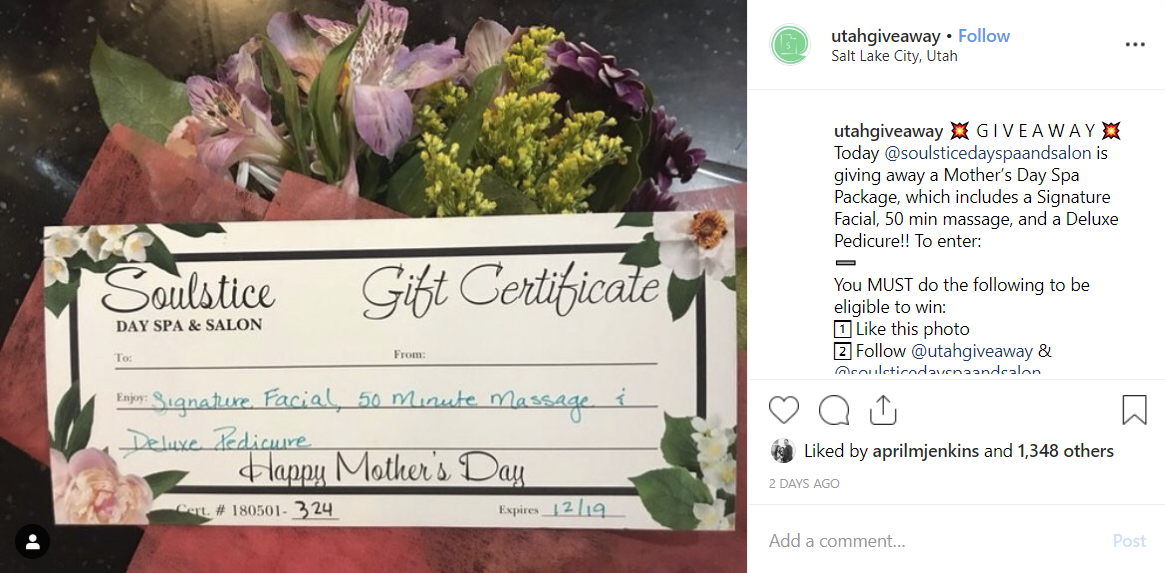 Soulstice
DAY SPA & SALON
Gift Certificate
To: From:
Enjoy: Signature Facial, 50 Minute Massage &
Deluxe Pedicure
Happy Mother's Day
Cert. # 180501- 324 Expires 12/19
utahgiveaway • Follow
Salt Lake City, Utah
utahgiveaway 💥 G I V E A W A Y 💥
Today @soulsticedayspaandsalon is
giving away a Mother's Day Spa
Package, which includes a Signature
Facial, 50 min massage, and a Deluxe
Pedicure!! To enter:
➖
You MUST do the following to be
eligible to win:
1️⃣ Like this photo
2️⃣ Follow @utahgiveaway &
@soulsticedayspaandsalon
Liked by aprilmjenkins and 1,348 others
2 DAYS AGO
Add a comment... Post